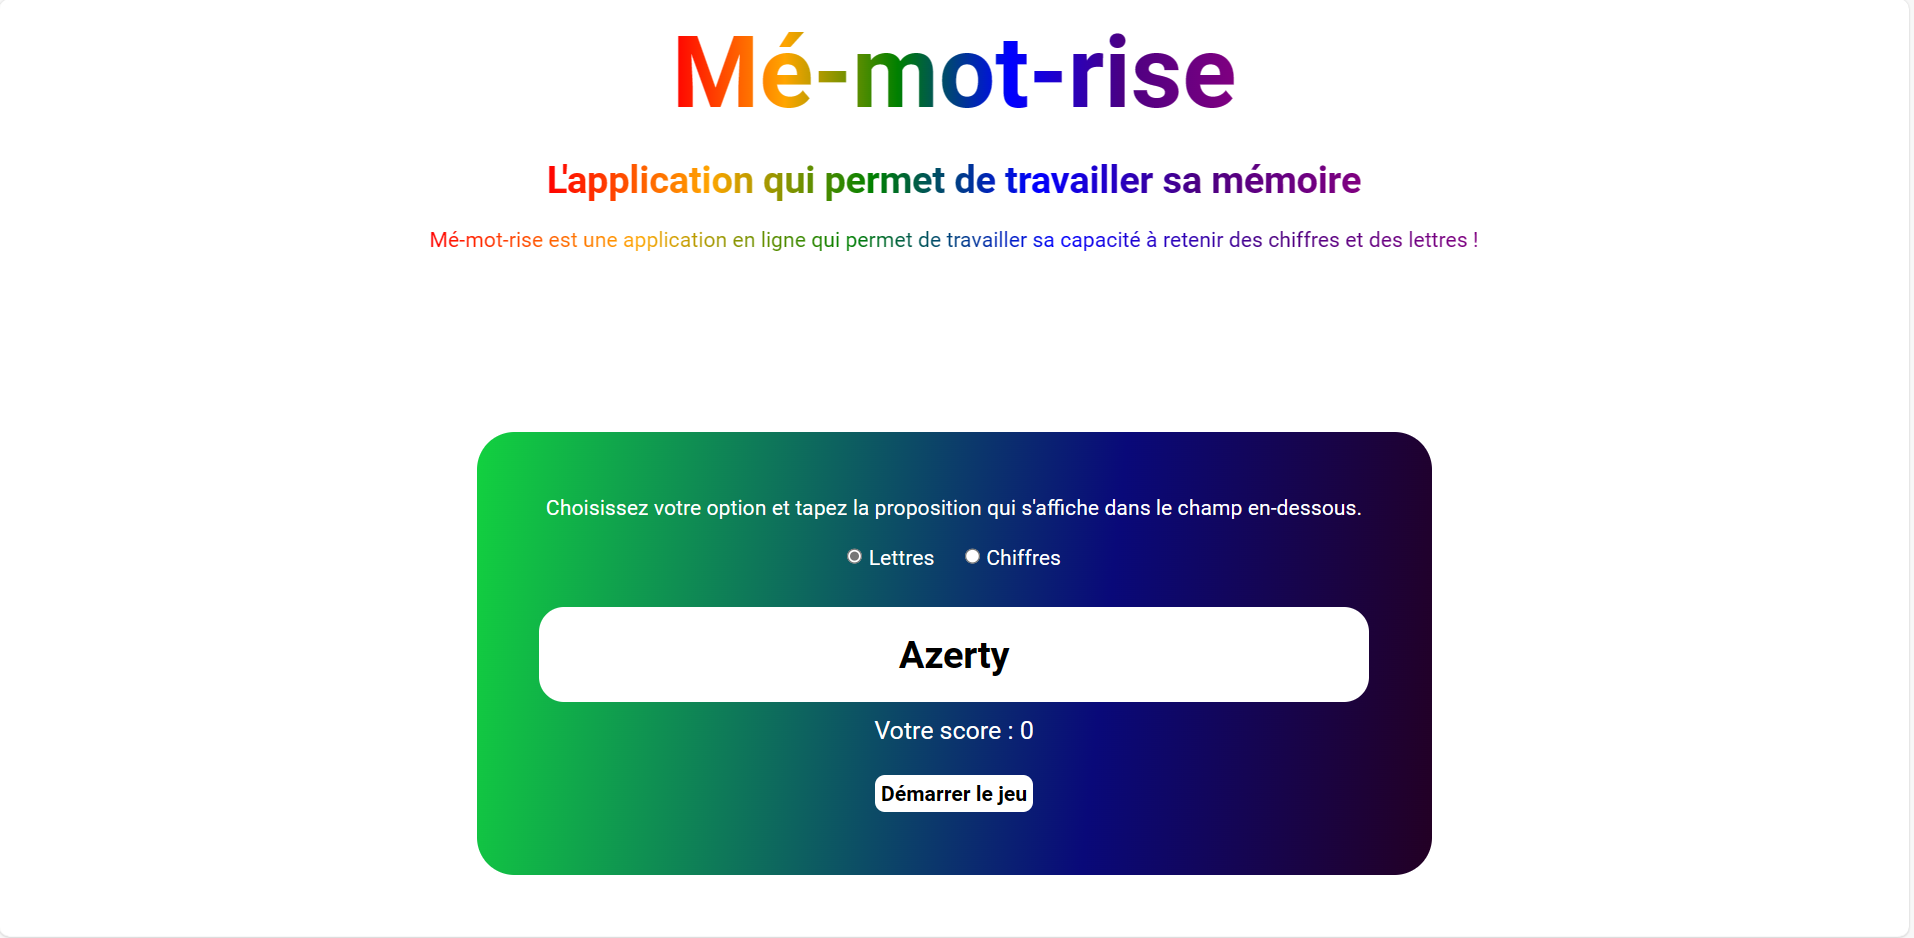 Mé-mot-rise
L'application qui permet de travailler sa mémoire
Mé-mot-rise est une application en ligne qui permet de travailler sa capacité à retenir des chiffres et des lettres !
Choisissez votre option et tapez la proposition qui s'affiche dans le champ en-dessous.
Lettres Chiffres
Azerty
Votre score : 0
Démarrer le jeu